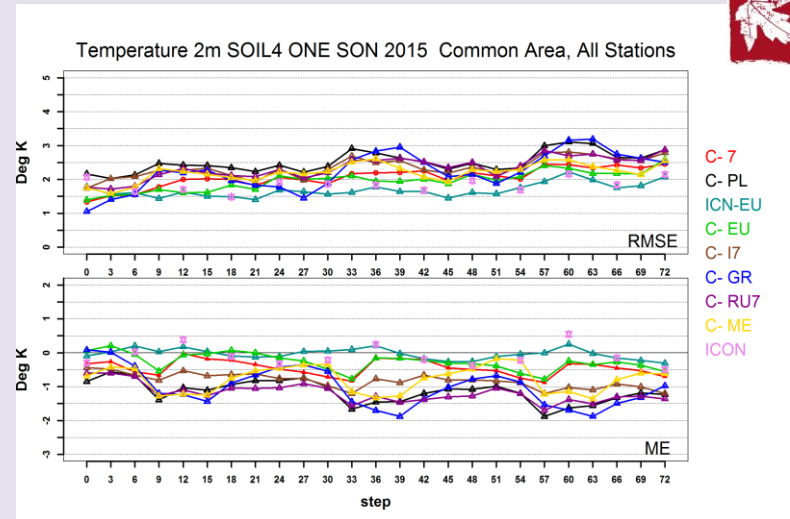 Temperature 2m SOIL4 ONE SON 2015 Common Area, All Stations
Deg K
5
4
3
2
1
0
RMSE
0 3 6 9 12 15 18 21 24 27 30 33 36 39 42 45 48 51 54 57 60 63 66 69 72
Deg K
2
1
0
-1
-2
-3
ME
0 3 6 9 12 15 18 21 24 27 30 33 36 39 42 45 48 51 54 57 60 63 66 69 72
step
C- 7
C- PL
ICN-EU
C- EU
C- I7
C- GR
C- RU7
C- ME
ICON